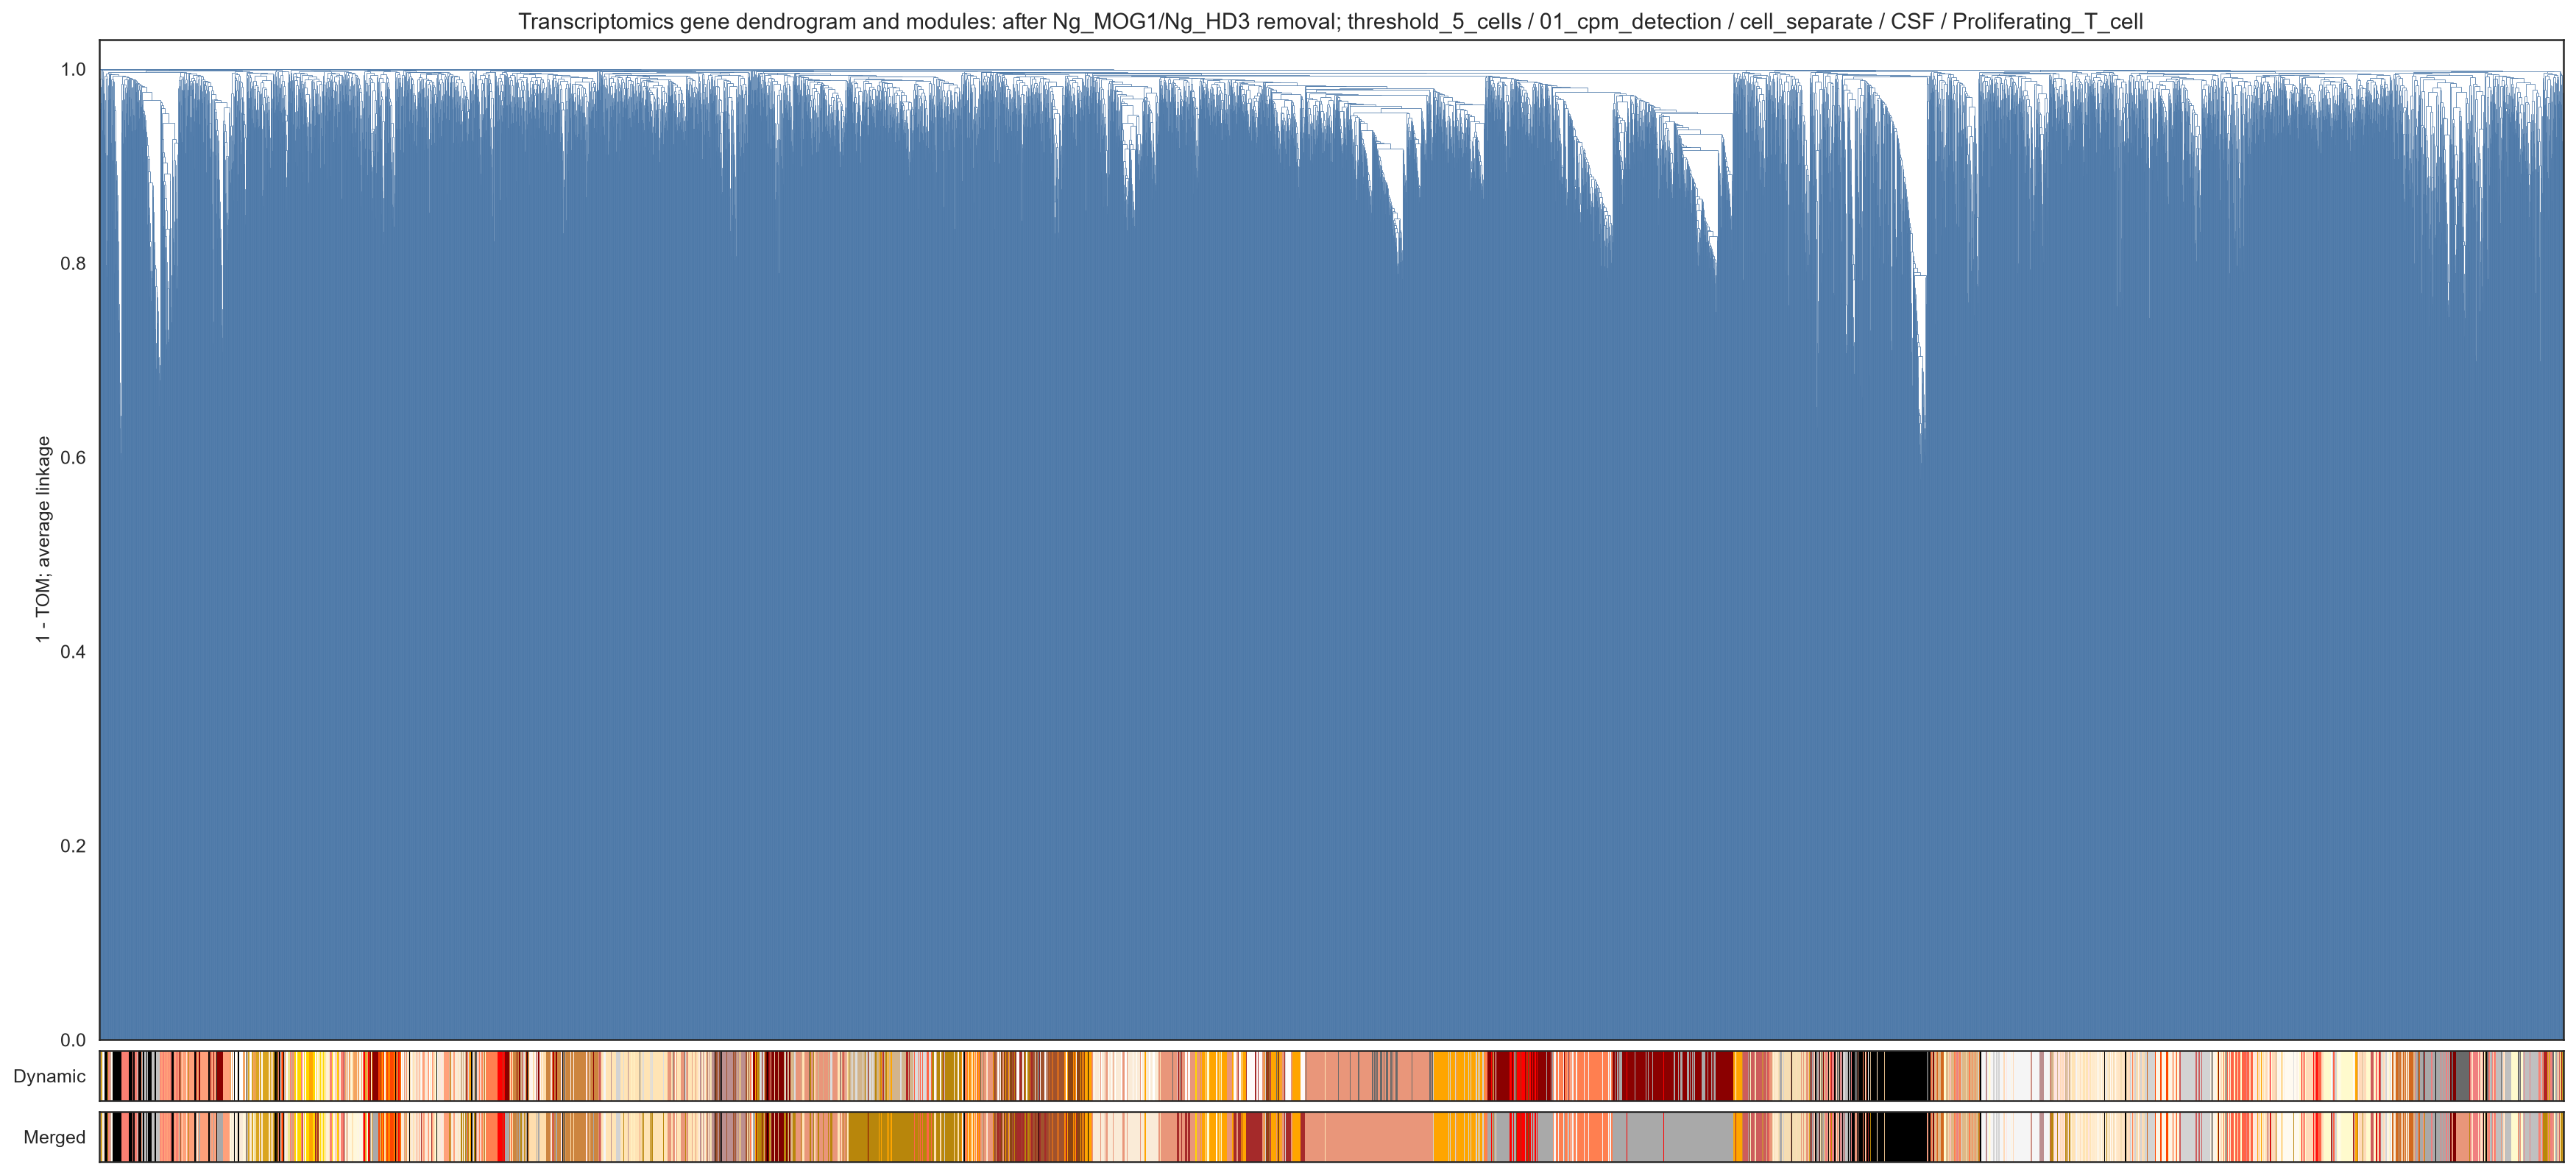 Transcriptomics gene dendrogram and modules: after Ng_MOG1/Ng_HD3 removal; threshold_5_cells / 01_cpm_detection / cell_separate / CSF / Proliferating_T_cell
1 - TOM; average linkage
1.0
0.8
0.6
0.4
0.2
0.0
Dynamic
Merged